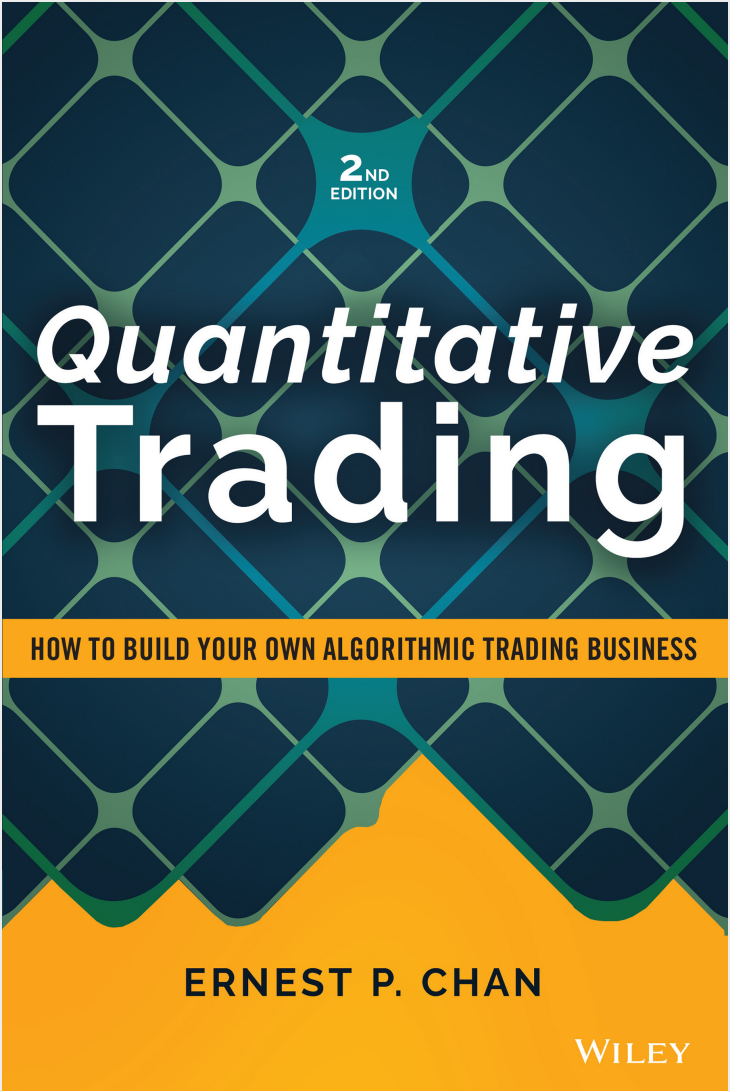 2ND
EDITION
Quantitative
Trading
HOW TO BUILD YOUR OWN ALGORITHMIC TRADING BUSINESS
ERNEST P. CHAN
WILEY